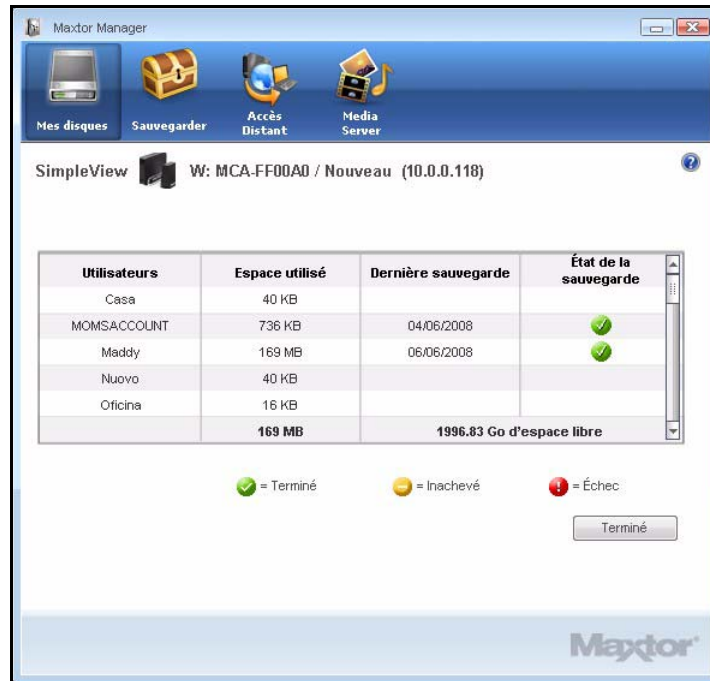 Maxtor Manager
Mes disques
Sauvegarder
Accès
Distant
Media
Server
SimpleView W: MCA-FF00A0 / Nouveau (10.0.0.118)
Utilisateurs Espace utilisé Dernière sauvegarde État de la sauvegarde
Casa 40 KB
MOMSACCOUNT 736 KB 04/06/2008
Maddy 169 MB 06/06/2008
Nuovo 40 KB
Oficina 16 KB
169 MB 1996.83 Go d'espace libre
= Terminé = Inachevé = Échec
Terminé
Maxtor